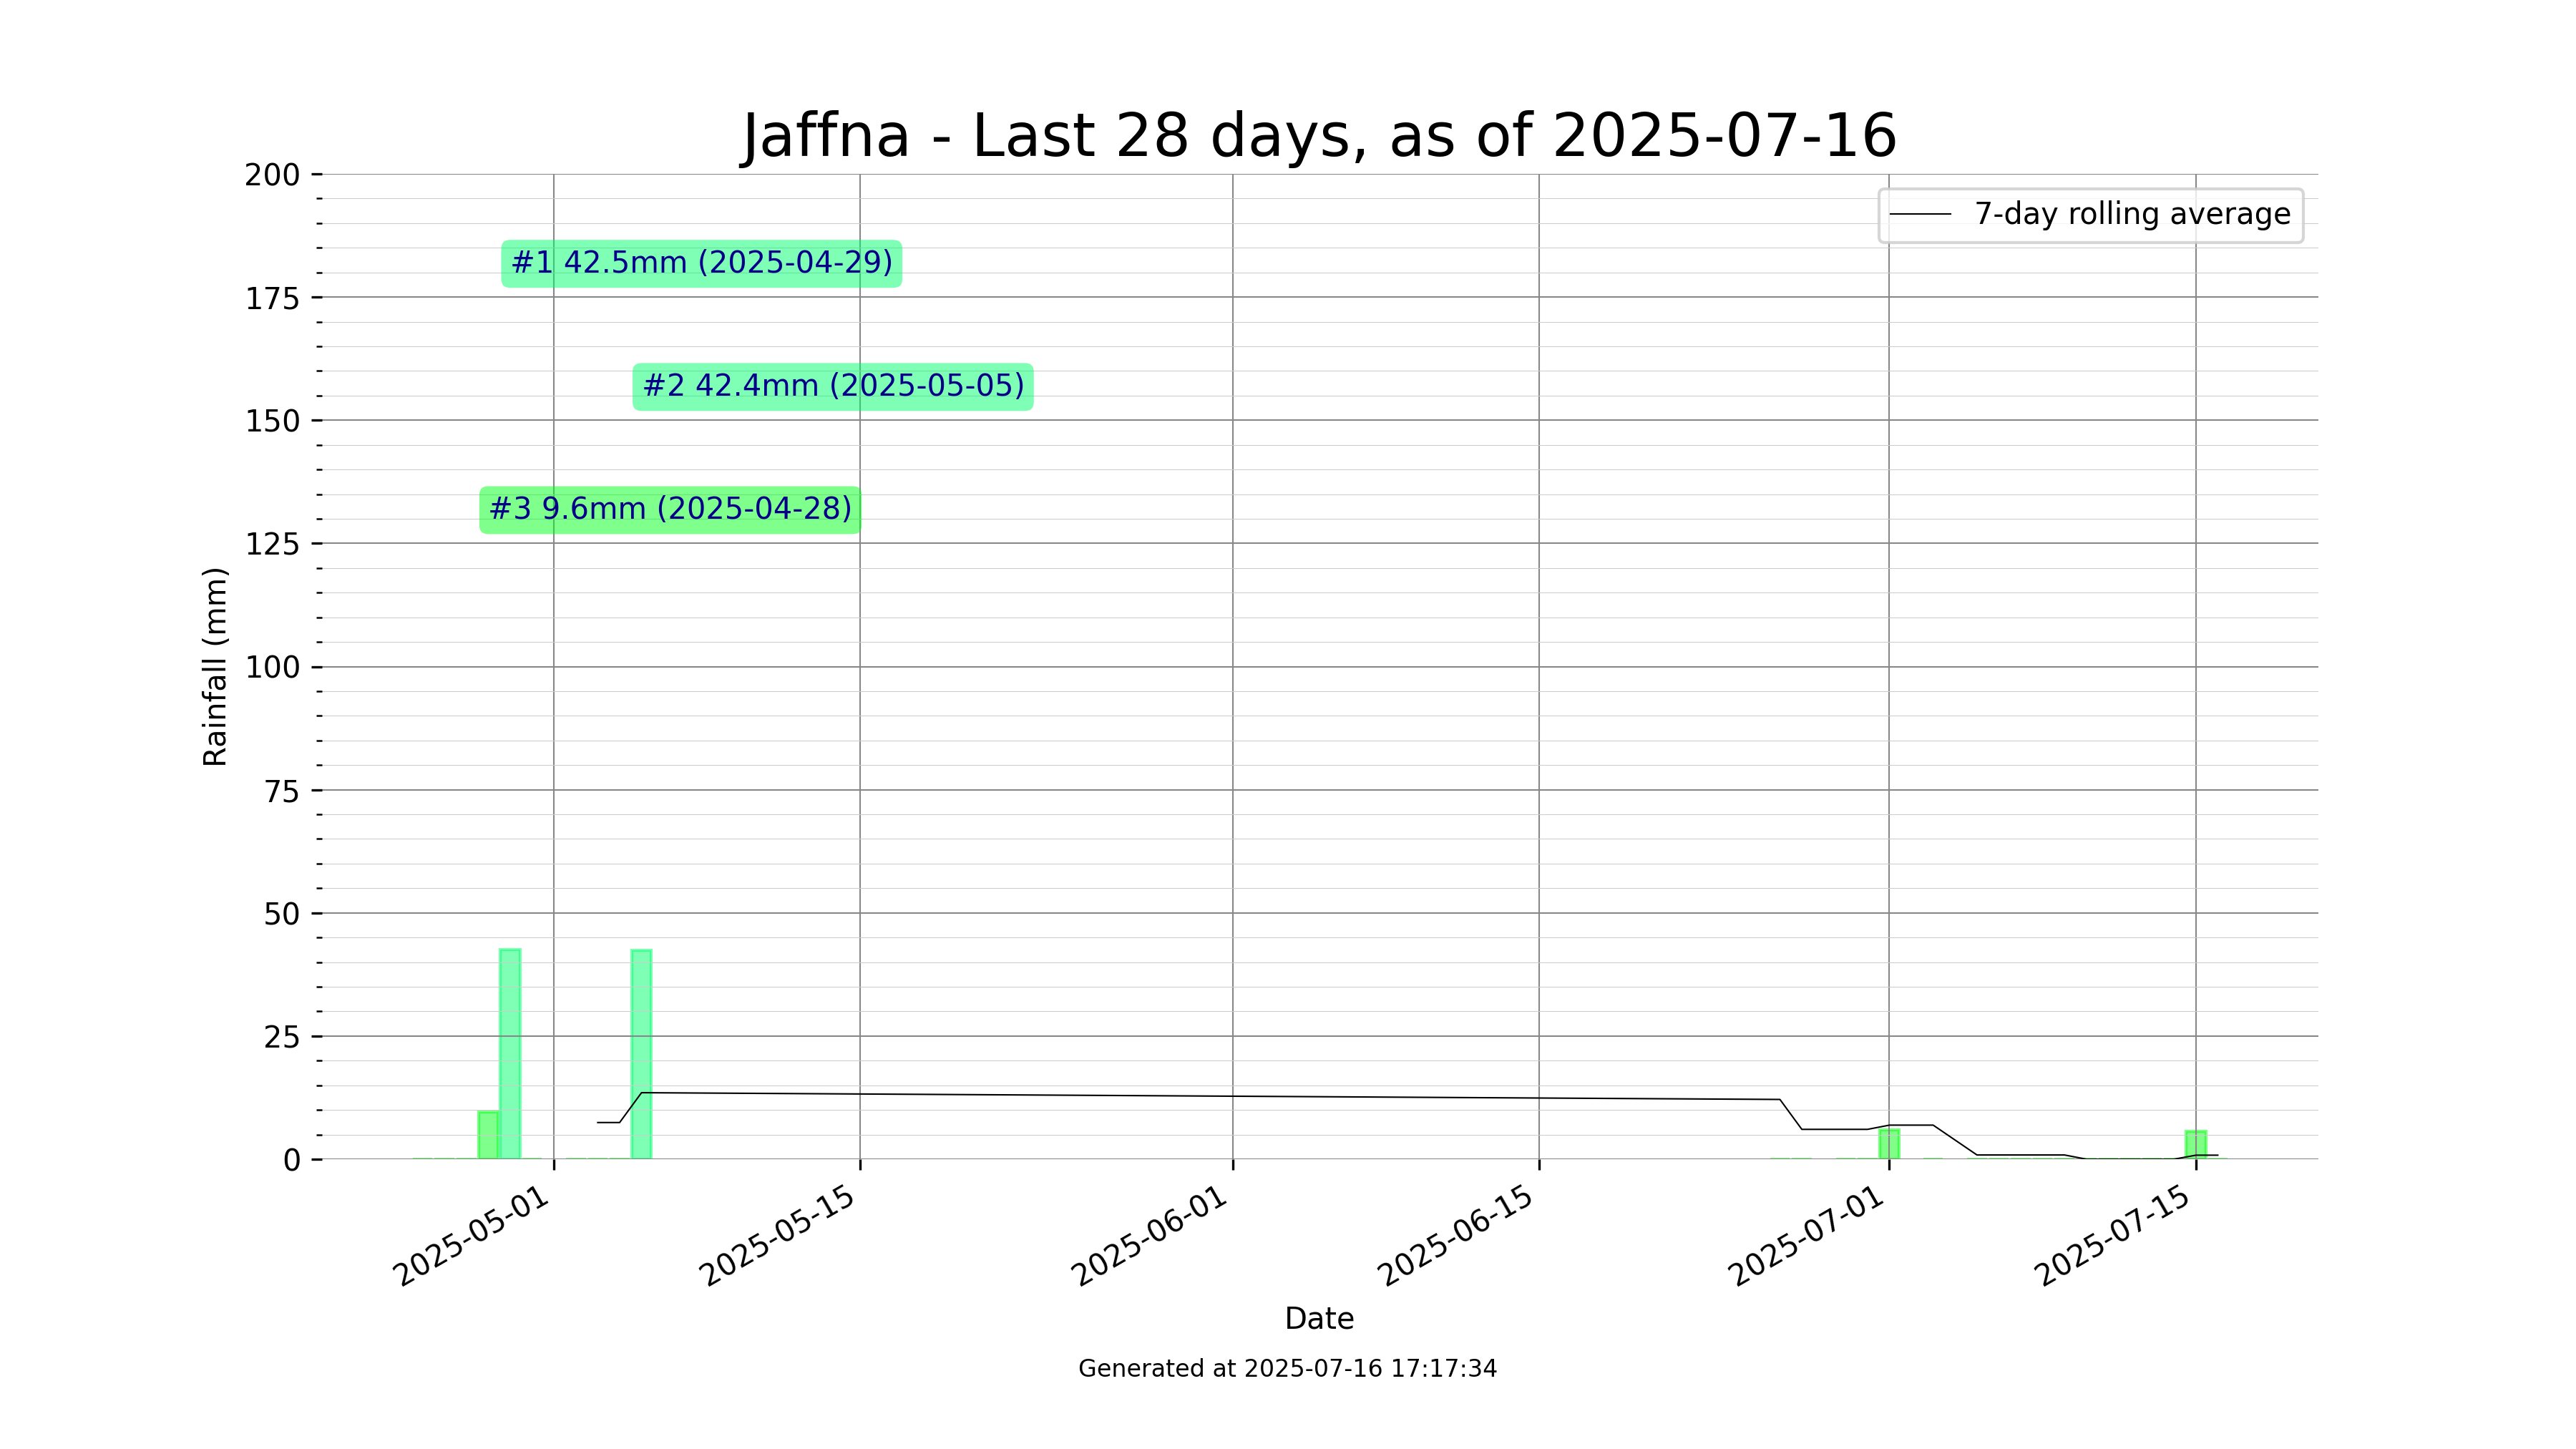 Jaffna - Last 28 days, as of 2025-07-16
7-day rolling average
#1 42.5mm (2025-04-29)
#2 42.4mm (2025-05-05)
#3 9.6mm (2025-04-28)
Rainfall (mm)
200
175
150
125
100
75
50
25
0
2025-05-01
2025-05-15
2025-06-01
2025-06-15
2025-07-01
2025-07-15
Date
Generated at 2025-07-16 17:17:34